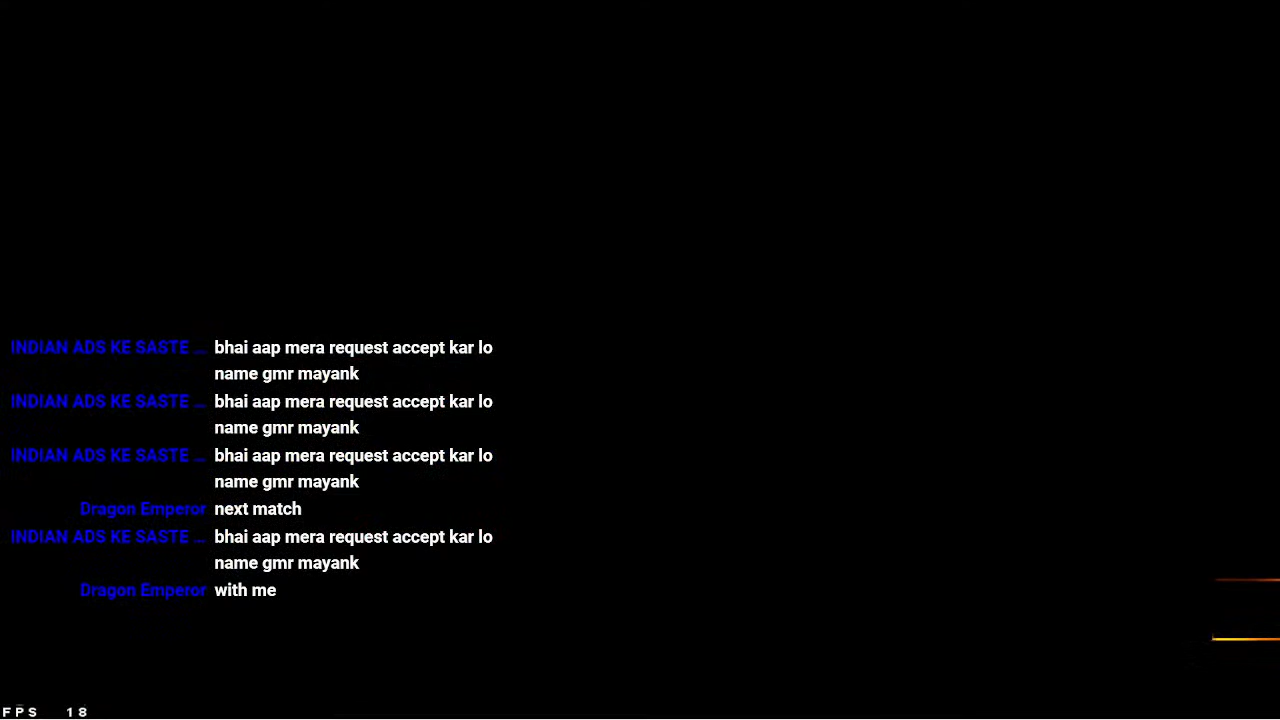 INDIAN ADS KE SASTE ... bhai aap mera request accept kar lo
name gmr mayank
INDIAN ADS KE SASTE ... bhai aap mera request accept kar lo
name gmr mayank
INDIAN ADS KE SASTE ... bhai aap mera request accept kar lo
name gmr mayank
Dragon Emperor next match
INDIAN ADS KE SASTE ... bhai aap mera request accept kar lo
name gmr mayank
Dragon Emperor with me
FPS 18